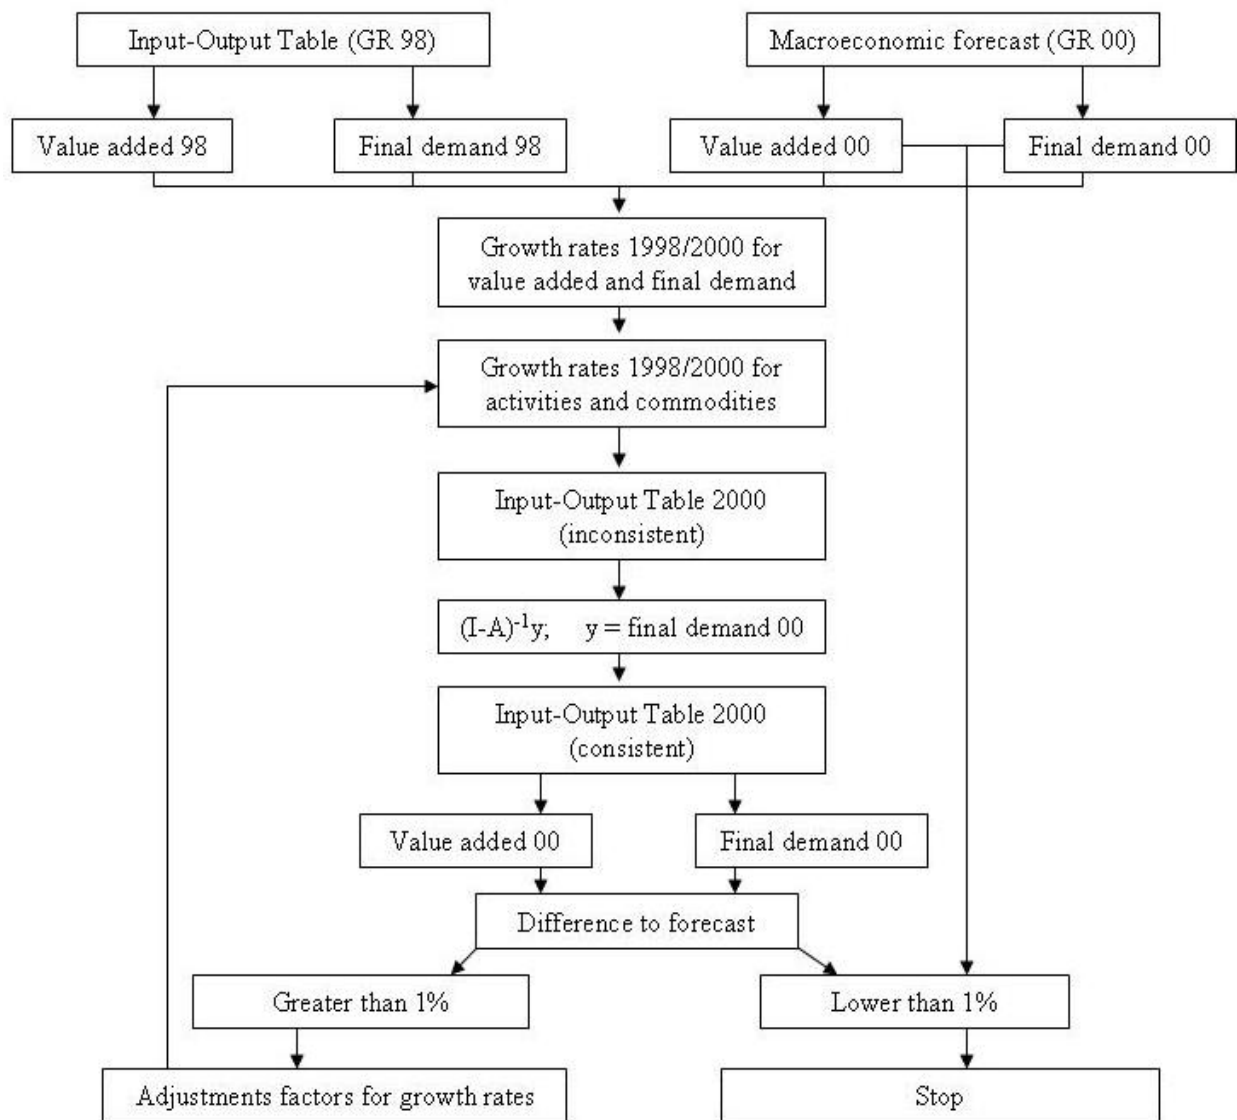 Input-Output Table (GR 98)
Macroeconomic forecast (GR 00)
Value added 98
Final demand 98
Value added 00
Final demand 00
Growth rates 1998/2000 for
value added and final demand
Growth rates 1998/2000 for
activities and commodities
Input-Output Table 2000
(inconsistent)
(I-A)⁻¹y;    y = final demand 00
Input-Output Table 2000
(consistent)
Value added 00
Final demand 00
Difference to forecast
Greater than 1%
Lower than 1%
Adjustments factors for growth rates
Stop